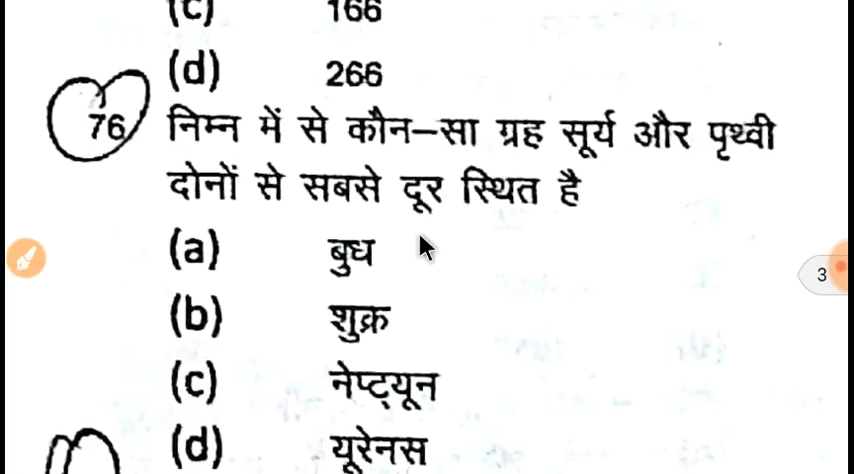 (c) 166
(d) 266
76 निम्न में से कौन–सा ग्रह सूर्य और पृथ्वी
दोनों से सबसे दूर स्थित है
(a) बुध
(b) शुक्र
(c) नेप्ट्यून
(d) यूरेनस
3